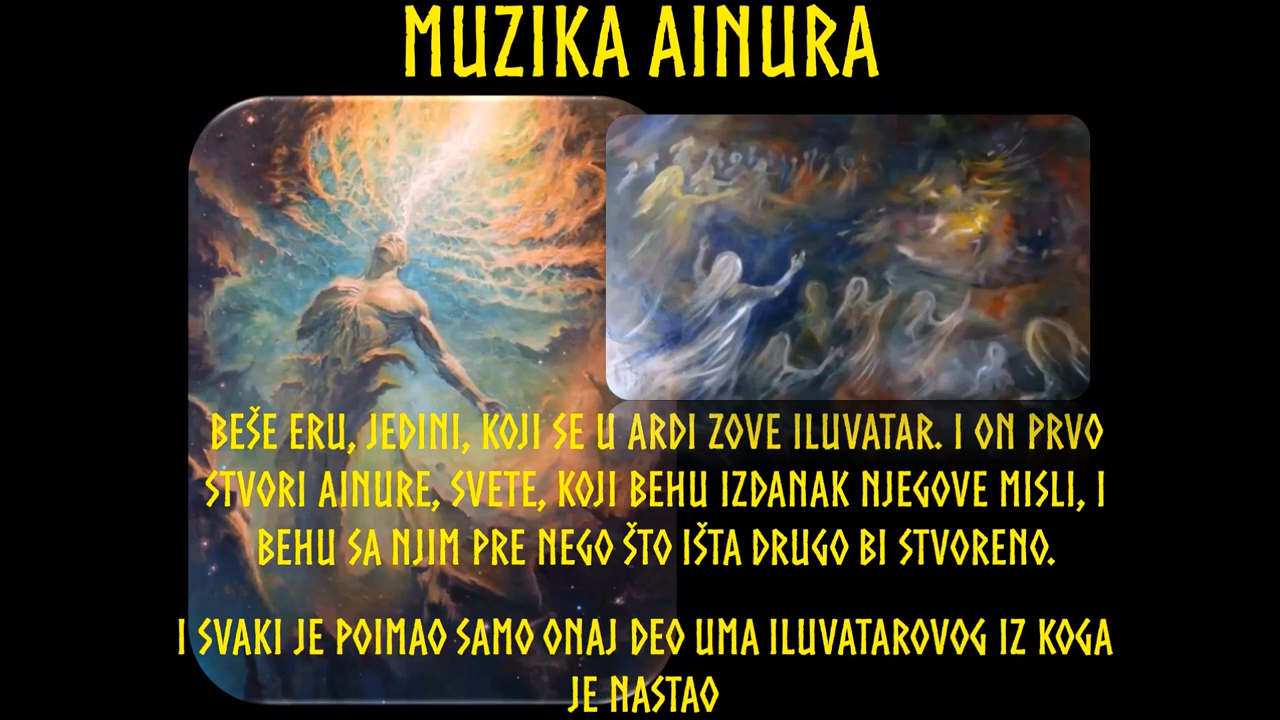 MUZIKA AINURA
BEŠE ERU, JEDINI, KOJI SE U ARDI ZOVE ILUVATAR. I ON PRVO
STVORI AINURE, SVETE, KOJI BEHU IZDANAK NJEGOVE MISLI, I
BEHU SA NJIM PRE NEGO ŠTO IŠTA DRUGO BI STVORENO.
I SVAKI JE POIMAO SAMO ONAJ DEO UMA ILUVATAROVOG IZ KOGA
JE NASTAO